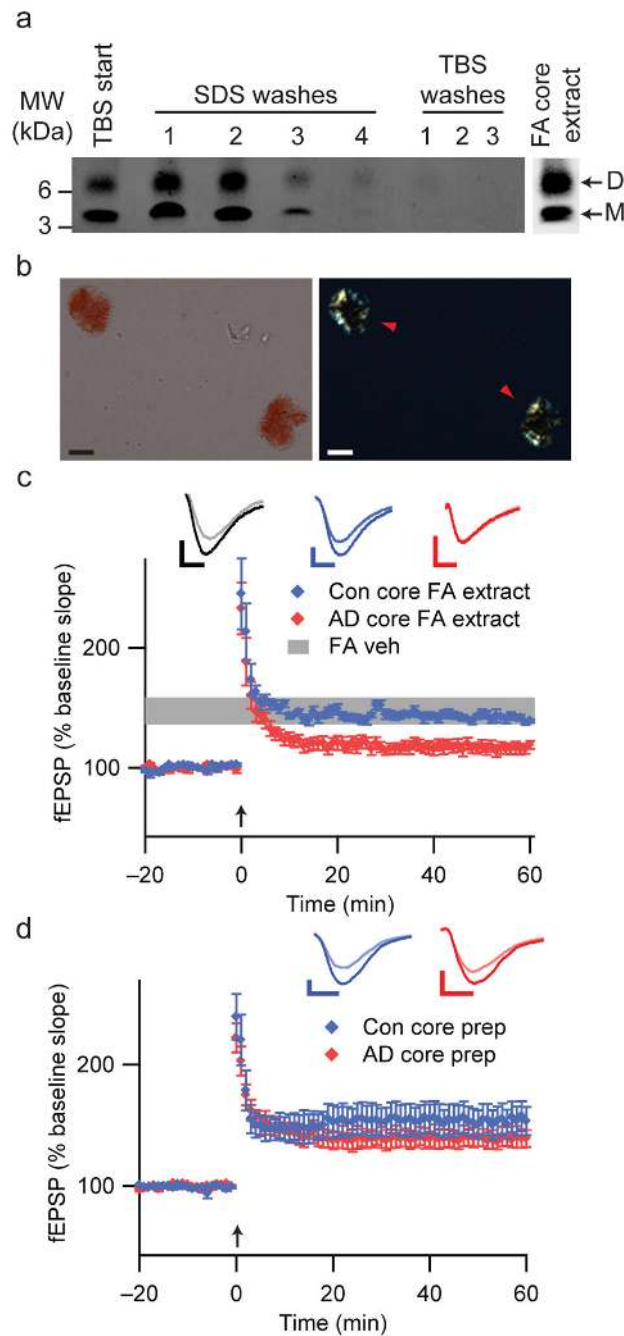 a
MW
(kDa)
TBS start
SDS washes
1 2 3 4
TBS
washes
1 2 3
FA core
extract
6
3
D
M
b
c
Con core FA extract
AD core FA extract
FA veh
fEPSP (% baseline slope)
200
100
–20 0 20 40 60
Time (min)
d
Con core prep
AD core prep
fEPSP (% baseline slope)
200
100
–20 0 20 40 60
Time (min)